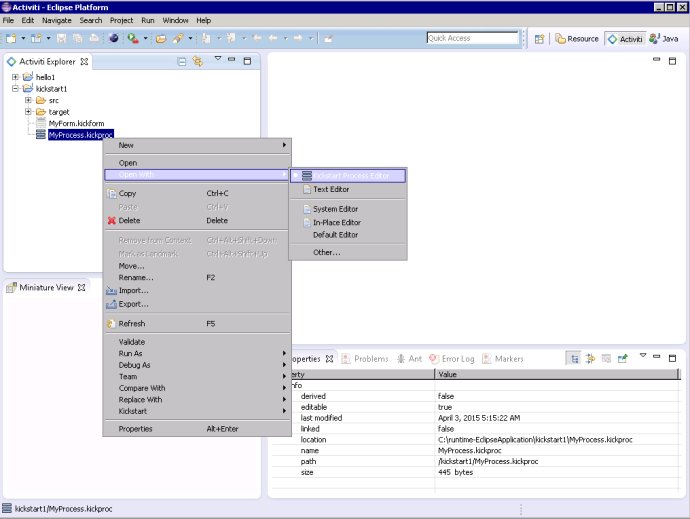 Activiti - Eclipse Platform
File Edit Navigate Search Project Run Window Help
Quick Access
Resource Activiti Java
Activiti Explorer
hello1
kickstart1
src
target
MyForm.kickform
MyProcess.kickproc
New
Open
Open With
Copy Ctrl+C
Paste Ctrl+V
Delete Delete
Remove from Context Ctrl+Alt+Shift+Down
Mark as Landmark Ctrl+Alt+Shift+Up
Move...
Rename... F2
Import...
Export...
Refresh F5
Validate
Run As
Debug As
Team
Compare With
Replace With
Kickstart
Properties Alt+Enter
Kickstart Process Editor
Text Editor
System Editor
In-Place Editor
Default Editor
Other...
Miniature View
operties Problems Ant Error Log Markers
erty Value
nfo
derived false
editable true
last modified April 3, 2015 5:15:22 AM
linked false
location C:\runtime-EclipseApplication\kickstart1\MyProcess.kickproc
name MyProcess.kickproc
path /kickstart1/MyProcess.kickproc
size 445 bytes
kickstart1/MyProcess.kickproc